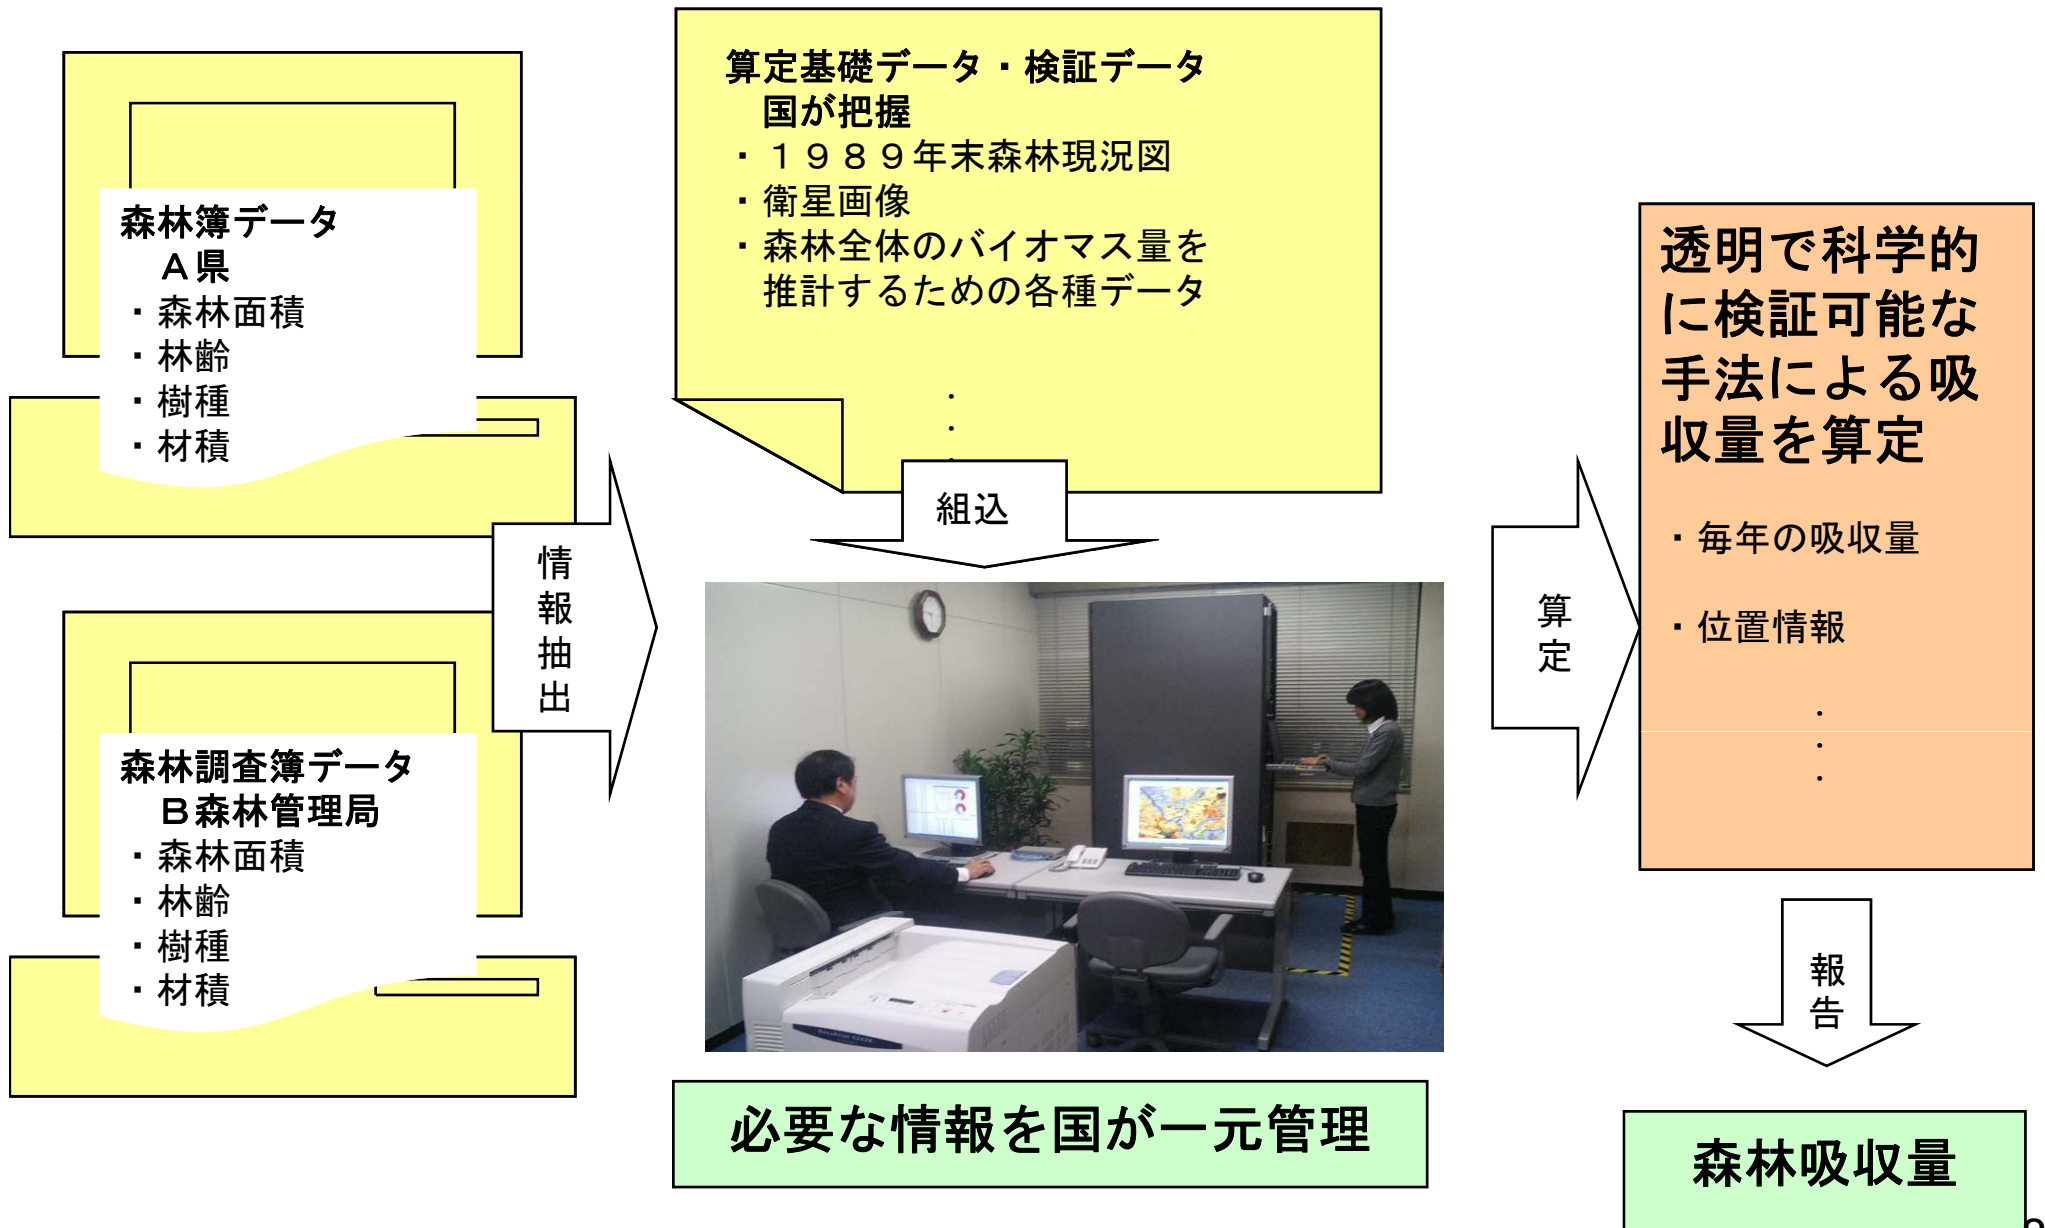 森林簿データ
A県
・森林面積
・林齢
・樹種
・材積
森林調査簿データ
B森林管理局
・森林面積
・林齢
・樹種
・材積
情
報
抽
出
算定基礎データ・検証データ
国が把握
・１９８９年末森林現況図
・衛星画像
・森林全体のバイオマス量を
推計するための各種データ
・
・
・
組込
必要な情報を国が一元管理
算
定
透明で科学的
に検証可能な
手法による吸
収量を算定
・毎年の吸収量
・位置情報
・
・
・
報
告
森林吸収量